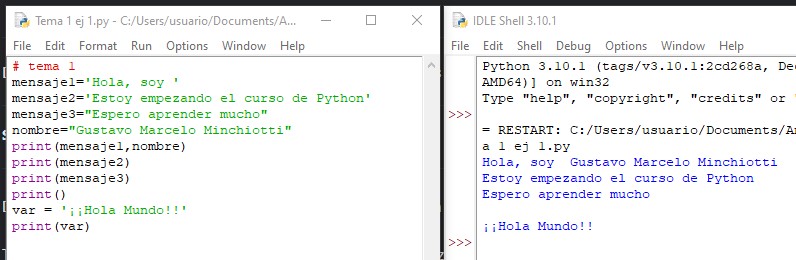 Tema 1 ej 1.py - C:/Users/usuario/Documents/A...
File Edit Format Run Options Window Help
# tema 1
mensaje1='Hola, soy '
mensaje2='Estoy empezando el curso de Python'
mensaje3="Espero aprender mucho"
nombre="Gustavo Marcelo Minchiotti"
print(mensaje1,nombre)
print(mensaje2)
print(mensaje3)
print()
var = '¡¡Hola Mundo!!'
print(var)
IDLE Shell 3.10.1
File Edit Shell Debug Options Window Help
Python 3.10.1 (tags/v3.10.1:2cd268a, De
AMD64)] on win32
Type "help", "copyright", "credits" or
>>>
= RESTART: C:/Users/usuario/Documents/A
a 1 ej 1.py
Hola, soy  Gustavo Marcelo Minchiotti
Estoy empezando el curso de Python
Espero aprender mucho
¡¡Hola Mundo!!
>>>